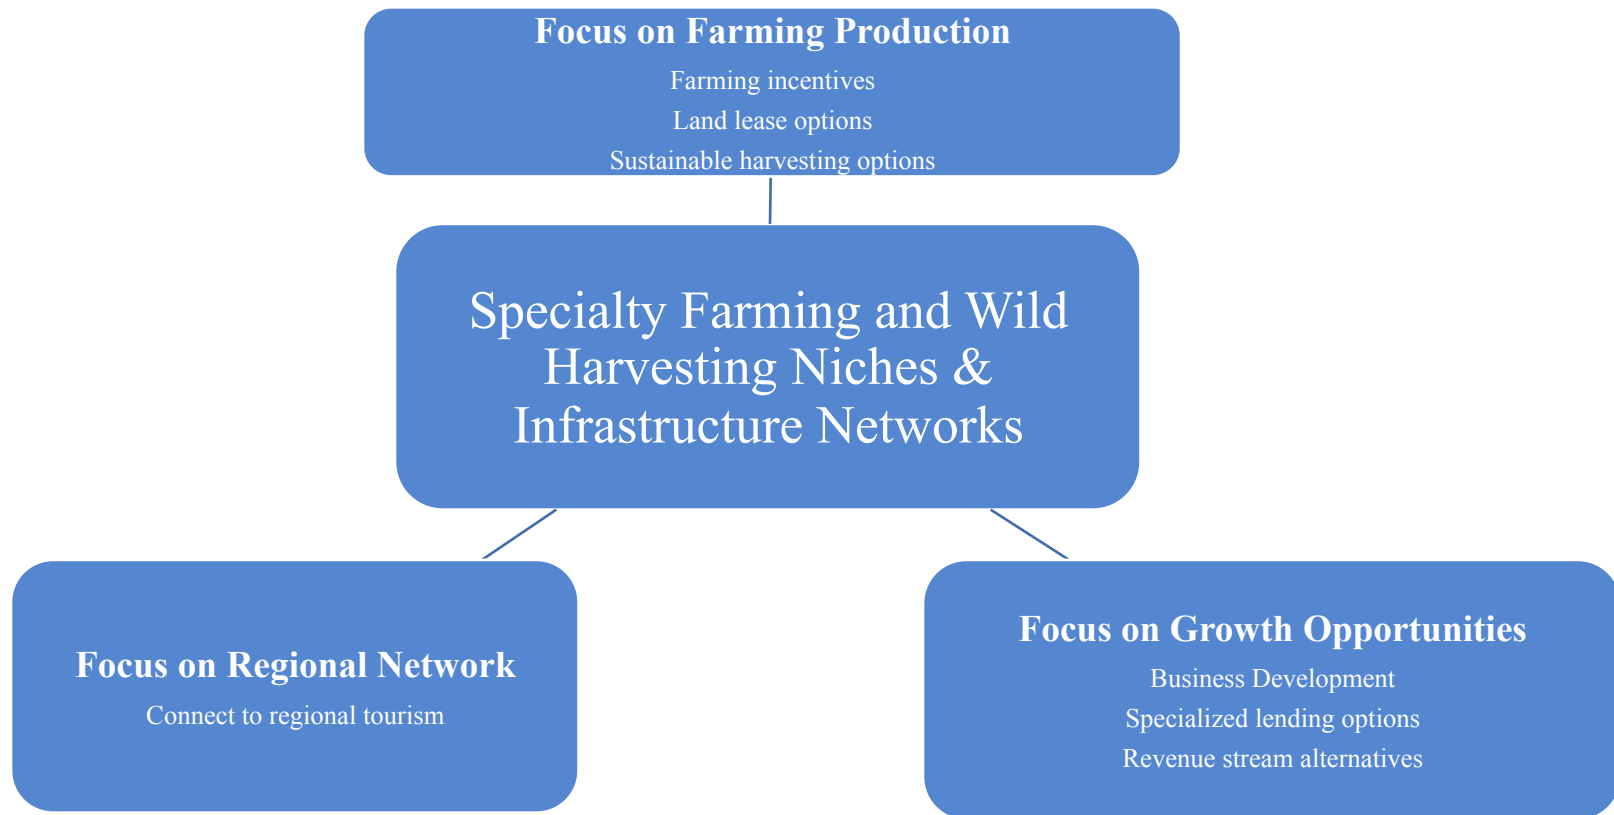 Focus on Farming Production
Farming incentives
Land lease options
Sustainable harvesting options
Specialty Farming and Wild
Harvesting Niches &
Infrastructure Networks
Focus on Regional Network
Connect to regional tourism
Focus on Growth Opportunities
Business Development
Specialized lending options
Revenue stream alternatives